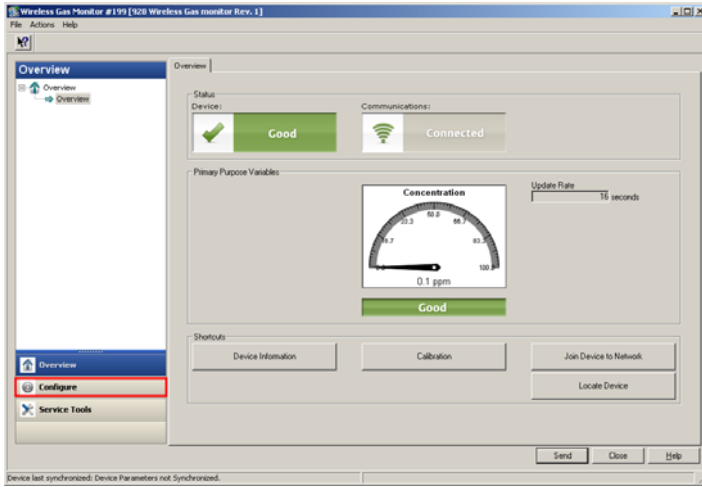 Wireless Gas Monitor #199 [928 Wireless Gas monitor Rev. 1]
File Actions Help
Overview
Overview
Overview
Overview
Status
Device:
Communications:
Good
Connected
Primary Purpose Variables
Update Rate
16 seconds
Concentration
0.0
16.7
33.3
50.0
66.7
83.3
100.0
0.1 ppm
Good
Shortcuts
Device Information
Calibration
Join Device to Network
Locate Device
Overview
Configure
Service Tools
Send
Close
Help
Device last synchronized: Device Parameters not Synchronized.